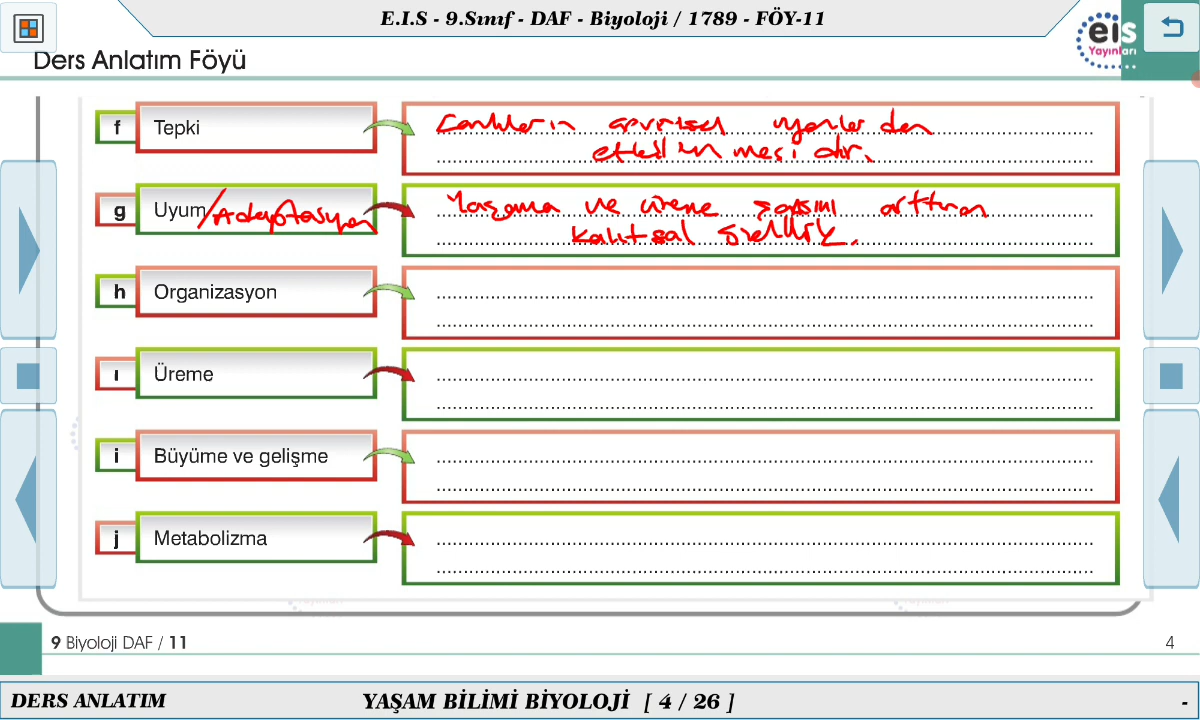 E.I.S - 9.Sınıf - DAF - Biyoloji / 1789 - FÖY-11
eis
Yayınları
Ders Anlatım Föyü
f Tepki Canlıların çevresel uyarılardan
etkilenmesidir.
g Uyum/Adaptasyon Yaşama ve üreme şansını arttıran
kalıtsal özellik.
h Organizasyon
ı Üreme
i Büyüme ve gelişme
j Metabolizma
9 Biyoloji DAF / 11
4
DERS ANLATIM YAŞAM BİLİMİ BİYOLOJİ [ 4 / 26 ] -